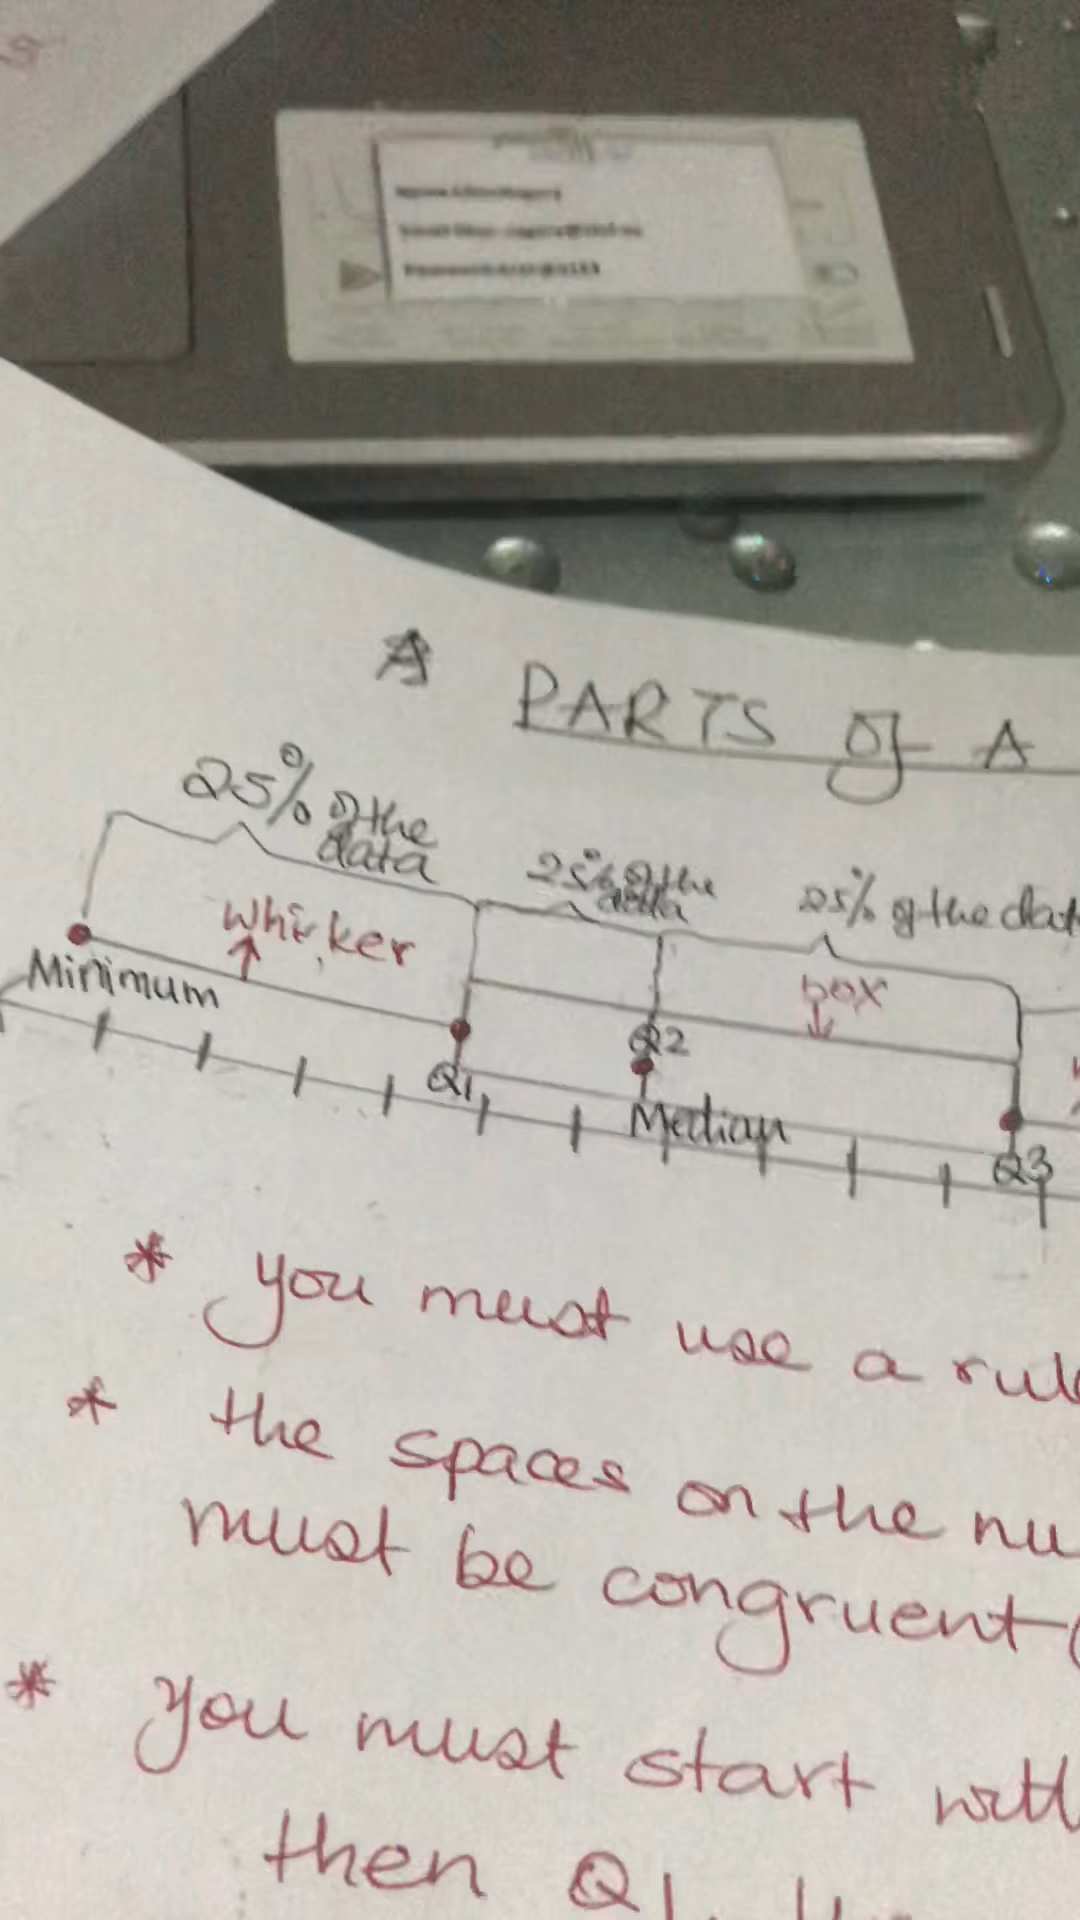 A PARTS of A
25% of the
data
25% of the
data
25% of the dat
whisker
box
Minimum
Q1
Q2
Median
Q3
* you must use a rul
* the spaces on the nu
must be congruent (
* you must start with
then Q1,